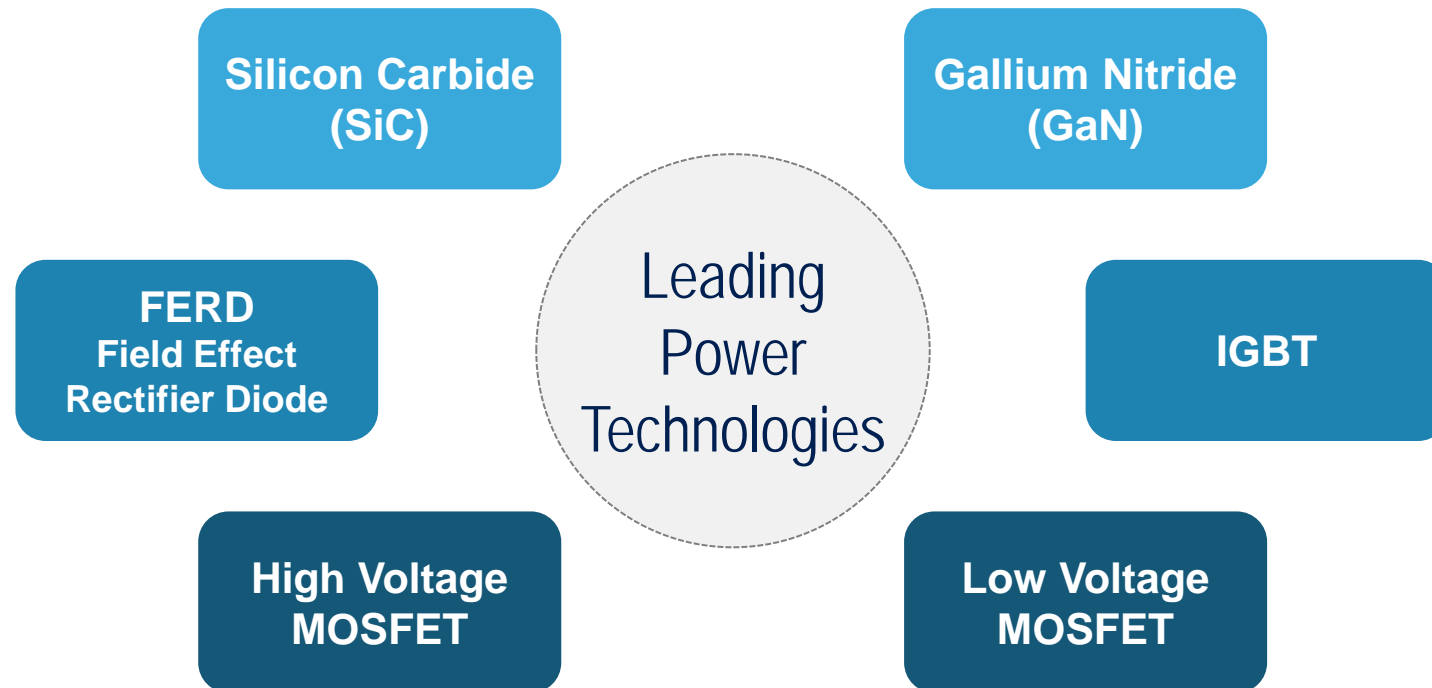 Silicon Carbide
(SiC)
Gallium Nitride
(GaN)
FERD
Field Effect
Rectifier Diode
Leading
Power
Technologies
IGBT
High Voltage
MOSFET
Low Voltage
MOSFET